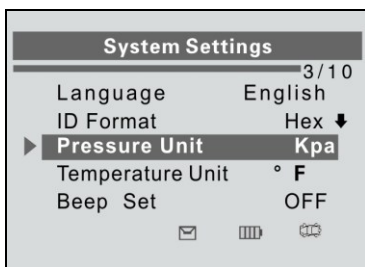 System Settings
3/10
Language English
ID Format Hex
Pressure Unit Kpa
Temperature Unit ° F
Beep Set OFF